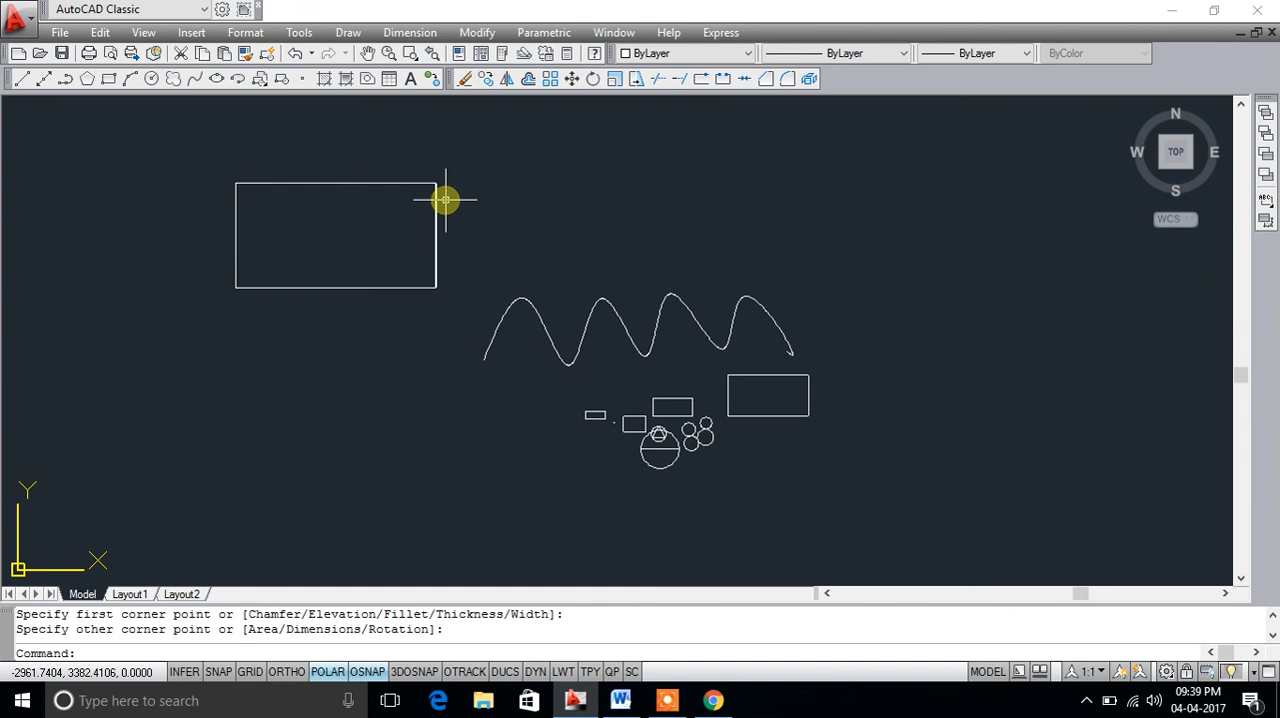 AutoCAD Classic
File Edit View Insert Format Tools Draw Dimension Modify Parametric Window Help Express
ByLayer ByLayer ByLayer ByColor
N
W TOP E
S
WCS
Y
X
Model Layout1 Layout2
Specify first corner point or [Chamfer/Elevation/Fillet/Thickness/Width]:
Specify other corner point or [Area/Dimensions/Rotation]:
Command:
-2961.7404, 3382.4106, 0.0000 INFER SNAP GRID ORTHO POLAR OSNAP 3DOSNAP OTRACK DUCS DYN LWT TPY QP SC MODEL 1:1
Type here to search
09:39 PM
04-04-2017